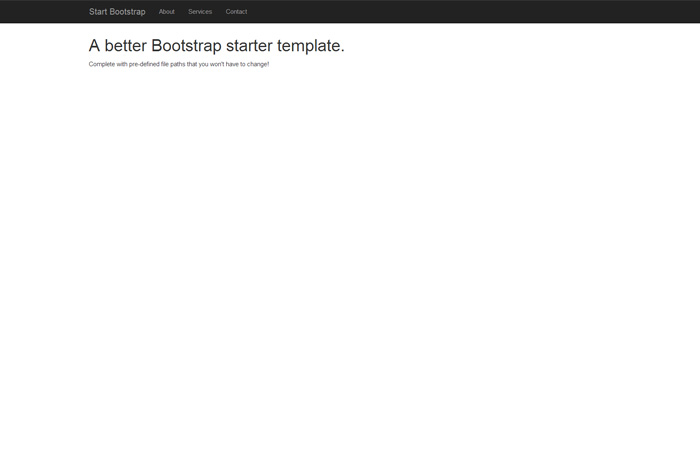 Start Bootstrap About Services Contact
A better Bootstrap starter template.
Complete with pre-defined file paths that you won't have to change!